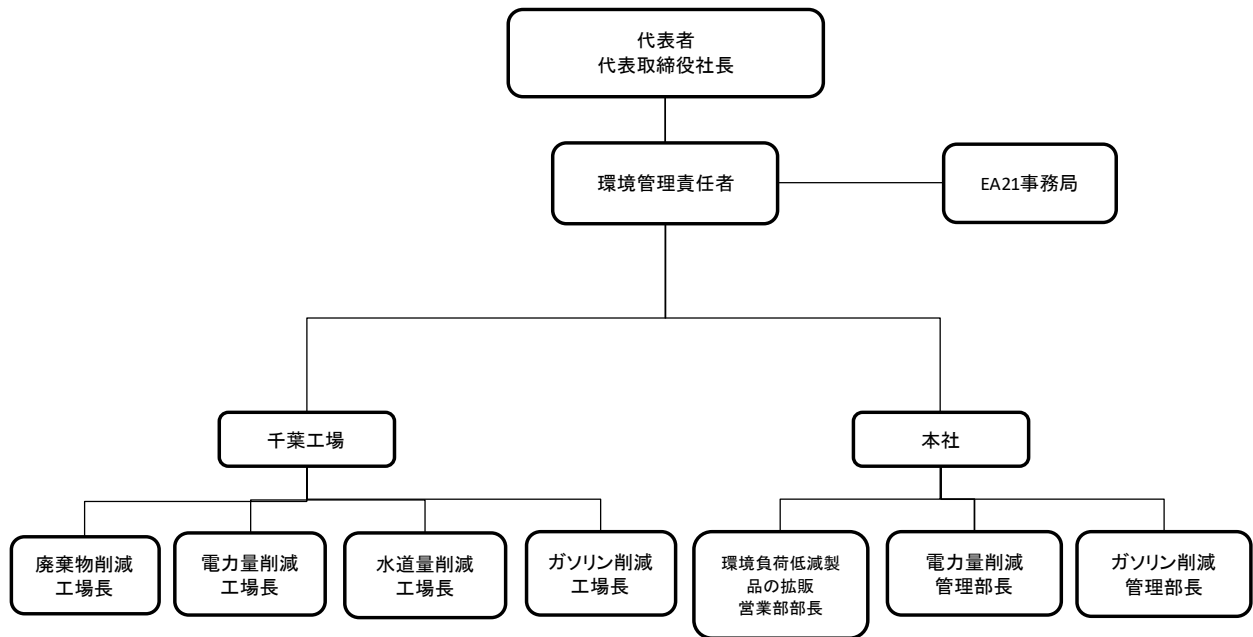 代表者
代表取締役社長
環境管理責任者
EA21事務局
千葉工場
本社
廃棄物削減
工場長
電力量削減
工場長
水道量削減
工場長
ガソリン削減
工場長
環境負荷低減製
品の拡販
営業部部長
電力量削減
管理部長
ガソリン削減
管理部長